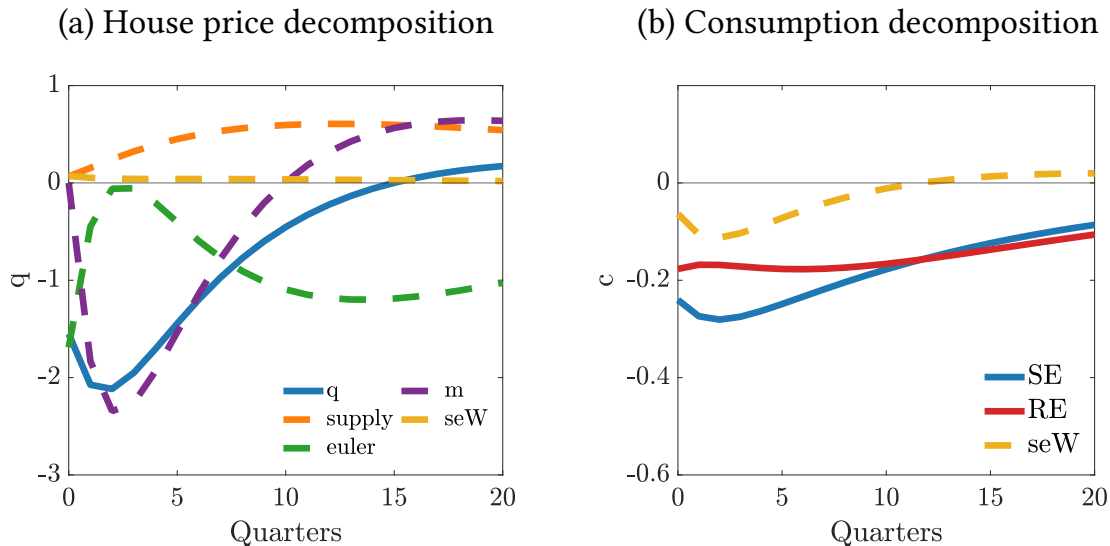 (a) House price decomposition
1
0
-1
-2
-3
q
0
5
10
15
20
Quarters
q
supply
euler
m
seW
(b) Consumption decomposition
0
-0.2
-0.4
-0.6
c
0
5
10
15
20
Quarters
SE
RE
seW